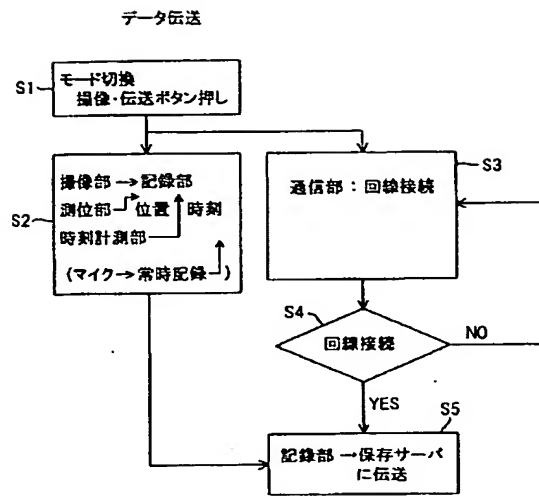 データ伝送
S1
モード切換
撮像・伝送ボタン押し
S2
撮像部→記録部
測位部 位置 時刻
時刻計測部
(マイク→常時記録)
S3
通信部：回線接続
S4
回線接続
NO
YES
S5
記録部→保存サーバ
に伝送